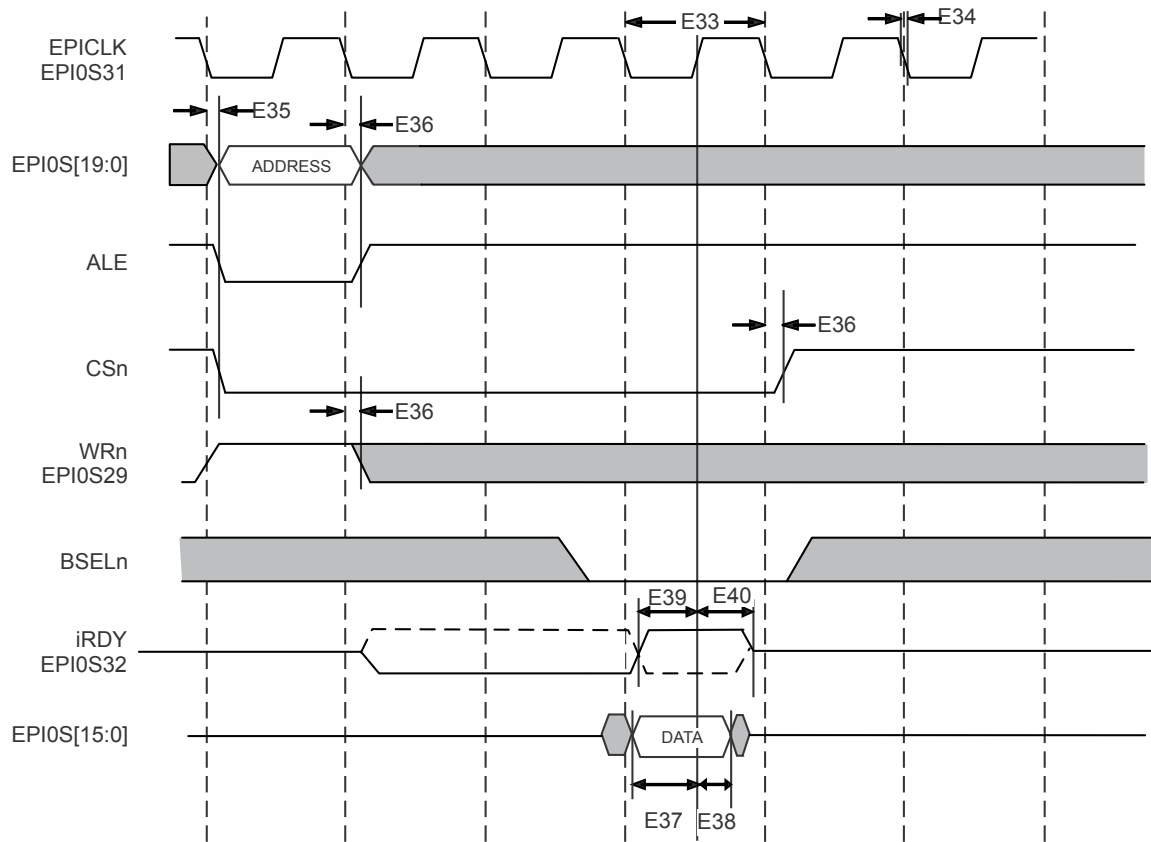 E33
E34
EPICLK
EPI0S31
E35
E36
EPI0S[19:0]
ADDRESS
ALE
E36
CSn
E36
WRn
EPI0S29
BSELn
E39
E40
iRDY
EPI0S32
EPI0S[15:0]
DATA
E37
E38